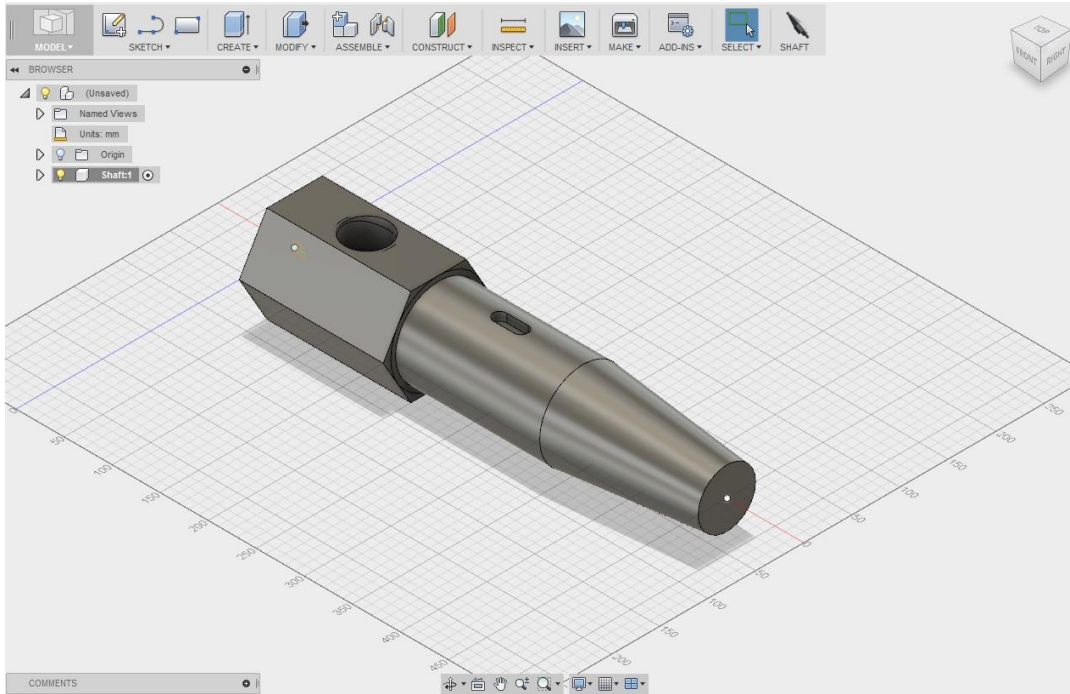 MODEL▾
SKETCH▾
CREATE▾
MODIFY▾
ASSEMBLE▾
CONSTRUCT▾
INSPECT▾
INSERT▾
MAKE▾
ADD-INS▾
SELECT▾
SHAFT
TOP
FRONT
RIGHT
BROWSER
(Unsaved)
Named Views
Units: mm
Origin
Shaft:1
0
50
100
150
200
250
300
350
400
450
250
200
150
100
50
0
50
100
150
200
COMMENTS